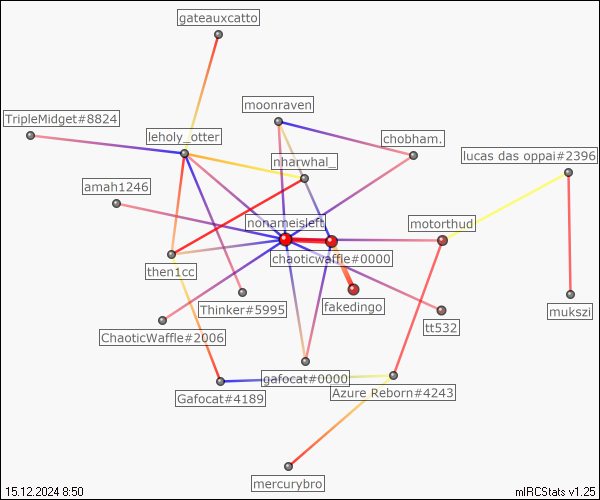 gateauxcatto
moonraven
TripleMidget#8824
leholy_otter
chobham.
nharwhal_
lucas das oppai#2396
amah1246
nonameisleft
motorthud
chaoticwaffle#0000
then1cc
Thinker#5995
fakedingo
mukszi
ChaoticWaffle#2006
tt532
gafocat#0000
Azure Reborn#4243
Gafocat#4189
mercurybro
15.12.2024 8:50
mIRCStats v1.25